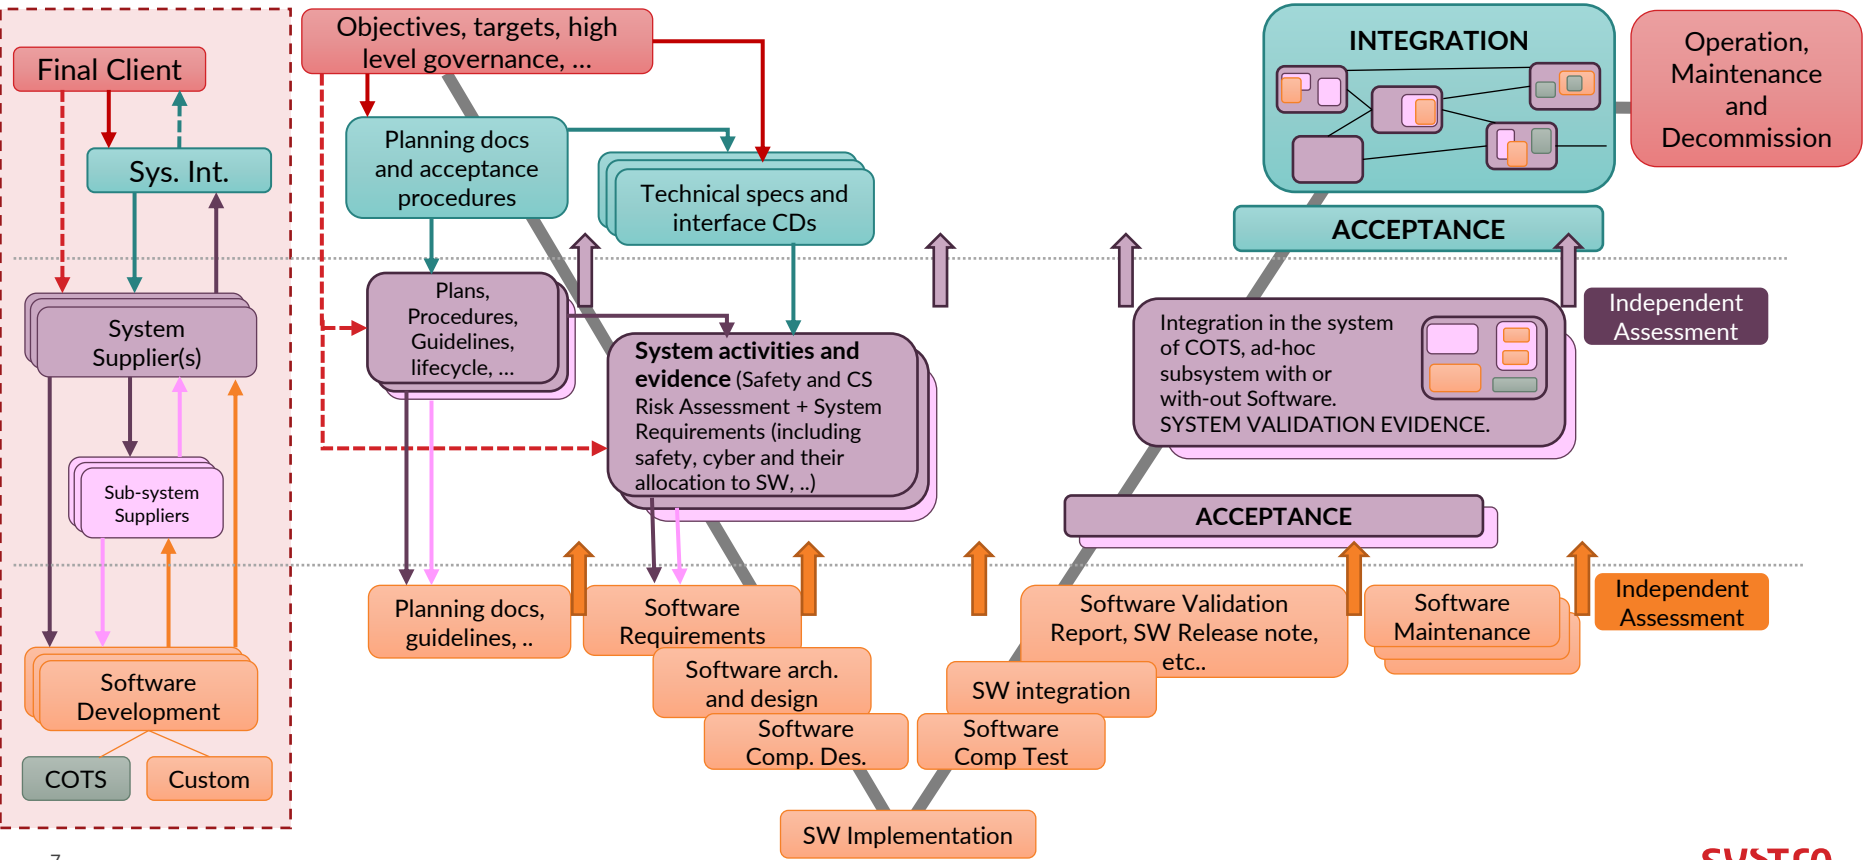 Final Client
Sys. Int.
System
Supplier(s)
Sub-system
Suppliers
Software
Development
COTS
Custom
Objectives, targets, high
level governance, ...
Planning docs
and acceptance
procedures
Technical specs and
interface CDs
Plans,
Procedures,
Guidelines,
lifecycle, ...
System activities and
evidence (Safety and CS
Risk Assessment + System
Requirements (including
safety, cyber and their
allocation to SW, ..)
Planning docs,
guidelines, ..
Software
Requirements
Software arch.
and design
Software
Comp. Des.
SW Implementation
Software
Comp Test
SW integration
Software Validation
Report, SW Release note,
etc..
Software
Maintenance
Independent
Assessment
ACCEPTANCE
Integration in the system
of COTS, ad-hoc
subsystem with or
with-out Software.
SYSTEM VALIDATION EVIDENCE.
Independent
Assessment
ACCEPTANCE
INTEGRATION
Operation,
Maintenance
and
Decommission